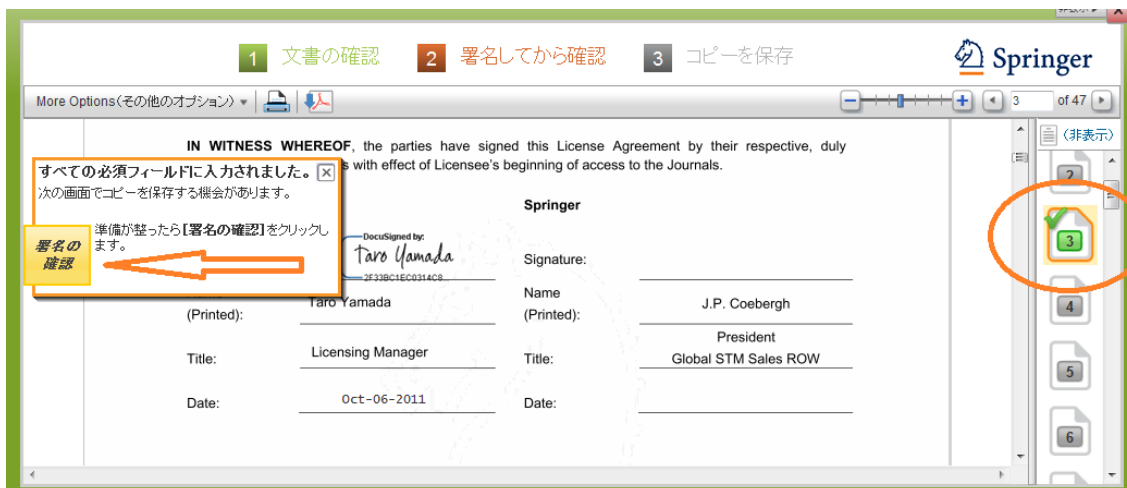 1 文書の確認 2 署名してから確認 3 コピーを保存
Springer
More Options(その他のオプション)
3 of 47
(非表示)
IN WITNESS WHEREOF, the parties have signed this License Agreement by their respective, duly
s with effect of Licensee's beginning of access to the Journals.
すべての必須フィールドに入力されました。
次の画面でコピーを保存する機会があります。
準備が整ったら[署名の確認]をクリックし
ます。
署名の
確認
Springer
DocuSigned by:
Taro Yamada
2F33BC1EC0314C8...
Signature:
(Printed): Taro Yamada
Name
(Printed): J.P. Coebergh
Title: Licensing Manager
Title: President
Global STM Sales ROW
Date: Oct-06-2011
Date:
2
3
4
5
6